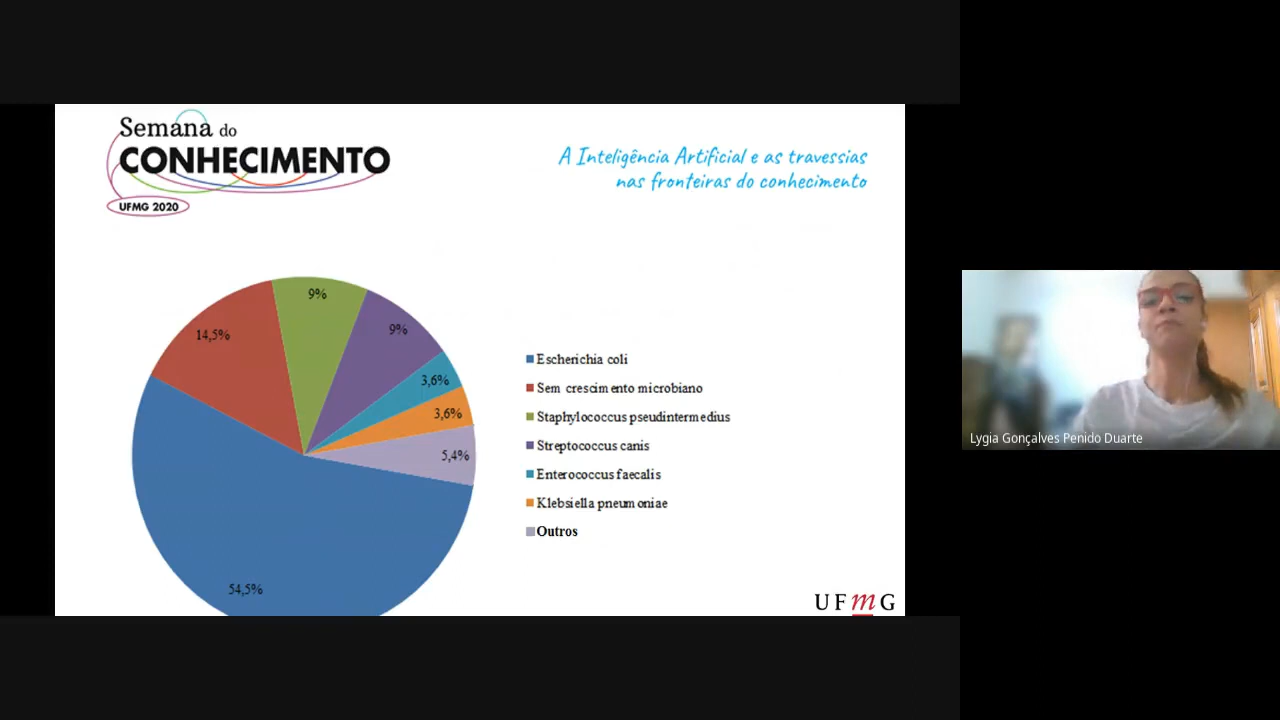 Semana do
CONHECIMENTO
UFMG 2020
A Inteligência Artificial e as travessias
nas fronteiras do conhecimento
9%
14,5%
9%
3,6%
3,6%
5,4%
54,5%
Escherichia coli
Sem crescimento microbiano
Staphylococcus pseudintermedius
Streptococcus canis
Enterococcus faecalis
Klebsiella pneumoniae
Outros
UFmG
Lygia Gonçalves Penido Duarte